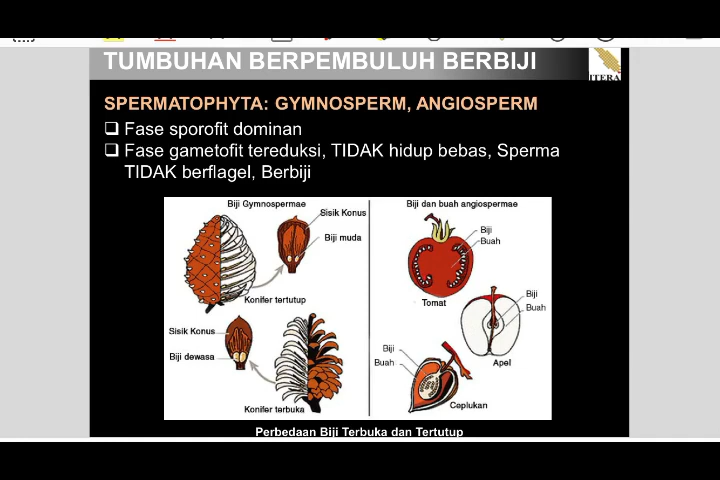 TUMBUHAN BERPEMBULUH BERBIJI
ITERA
SPERMATOPHYTA: GYMNOSPERM, ANGIOSPERM
Fase sporofit dominan
Fase gametofit tereduksi, TIDAK hidup bebas, Sperma
TIDAK berflagel, Berbiji
Biji Gymnospermae
Sisik Konus
Biji muda
Konifer tertutup
Sisik Konus
Biji dewasa
Konifer terbuka
Biji dan buah angiospermae
Biji
Buah
Tomat
Biji
Buah
Apel
Biji
Buah
Ceplukan
Perbedaan Biji Terbuka dan Tertutup